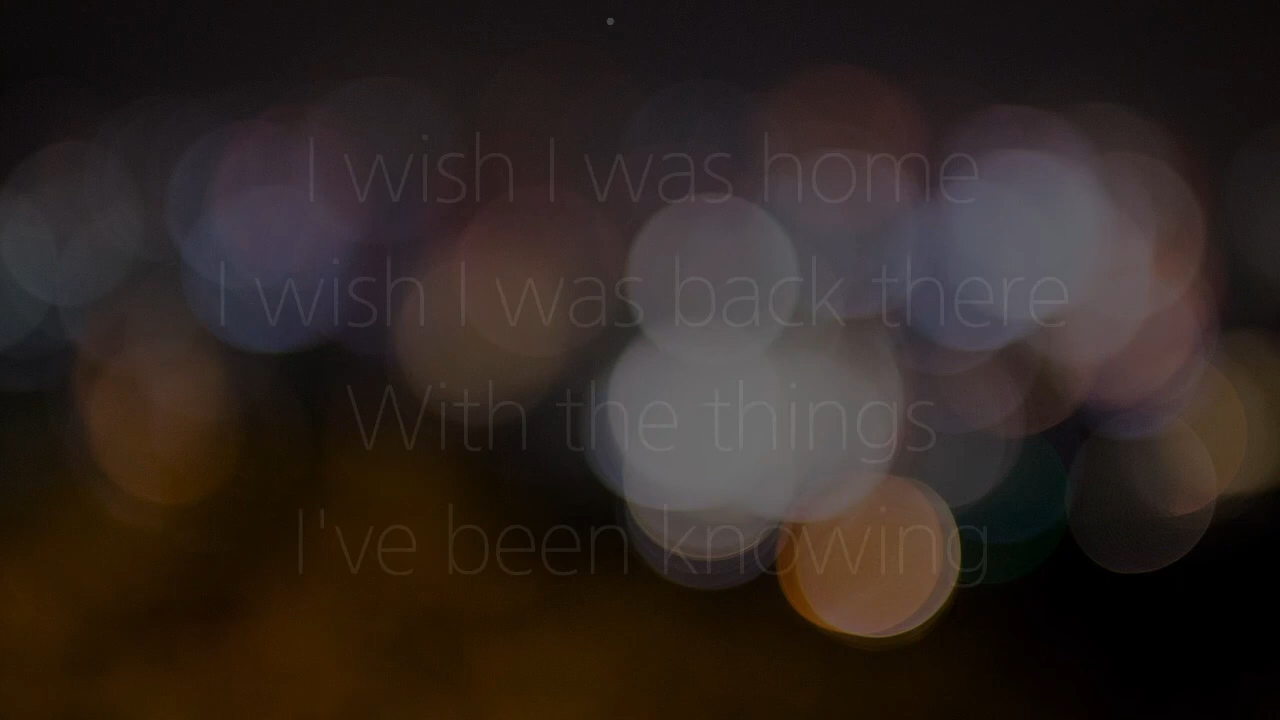 I wish I was home
I wish I was back there
With the things
I've been knowing